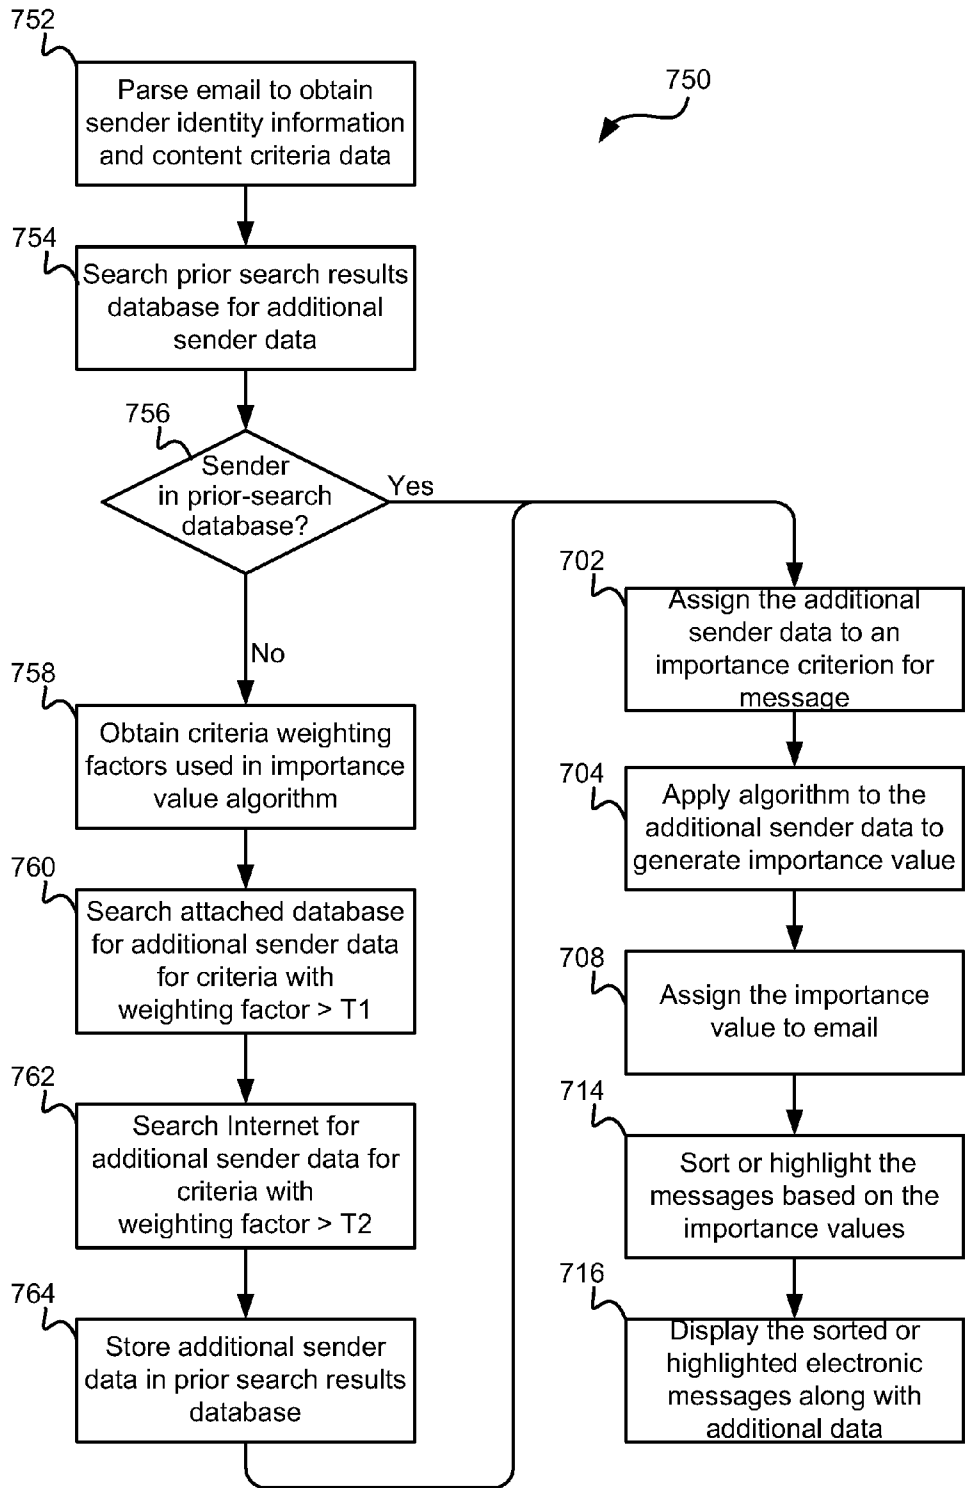 752
Parse email to obtain
sender identity information
and content criteria data
750
754
Search prior search results
database for additional
sender data
756
Sender
in prior-search
database?
Yes
No
758
Obtain criteria weighting
factors used in importance
value algorithm
760
Search attached database
for additional sender data
for criteria with
weighting factor > T1
762
Search Internet for
additional sender data for
criteria with
weighting factor > T2
764
Store additional sender
data in prior search results
database
702
Assign the additional
sender data to an
importance criterion for
message
704
Apply algorithm to the
additional sender data to
generate importance value
708
Assign the importance
value to email
714
Sort or highlight the
messages based on the
importance values
716
Display the sorted or
highlighted electronic
messages along with
additional data